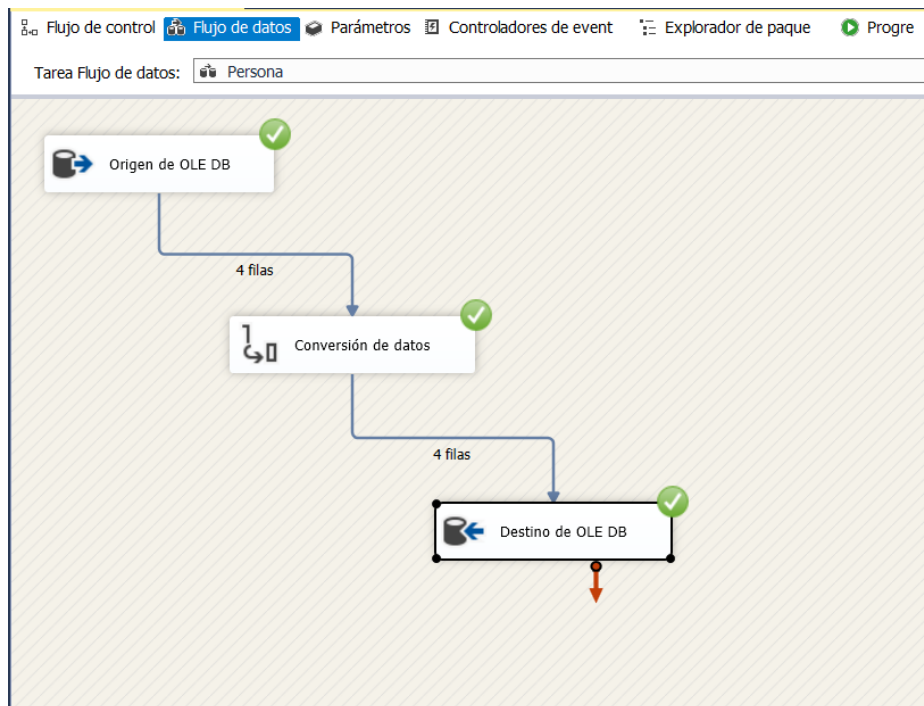 Flujo de control Flujo de datos Parámetros Controladores de event Explorador de paque Progre
Tarea Flujo de datos: Persona
Origen de OLE DB
4 filas
Conversión de datos
4 filas
Destino de OLE DB